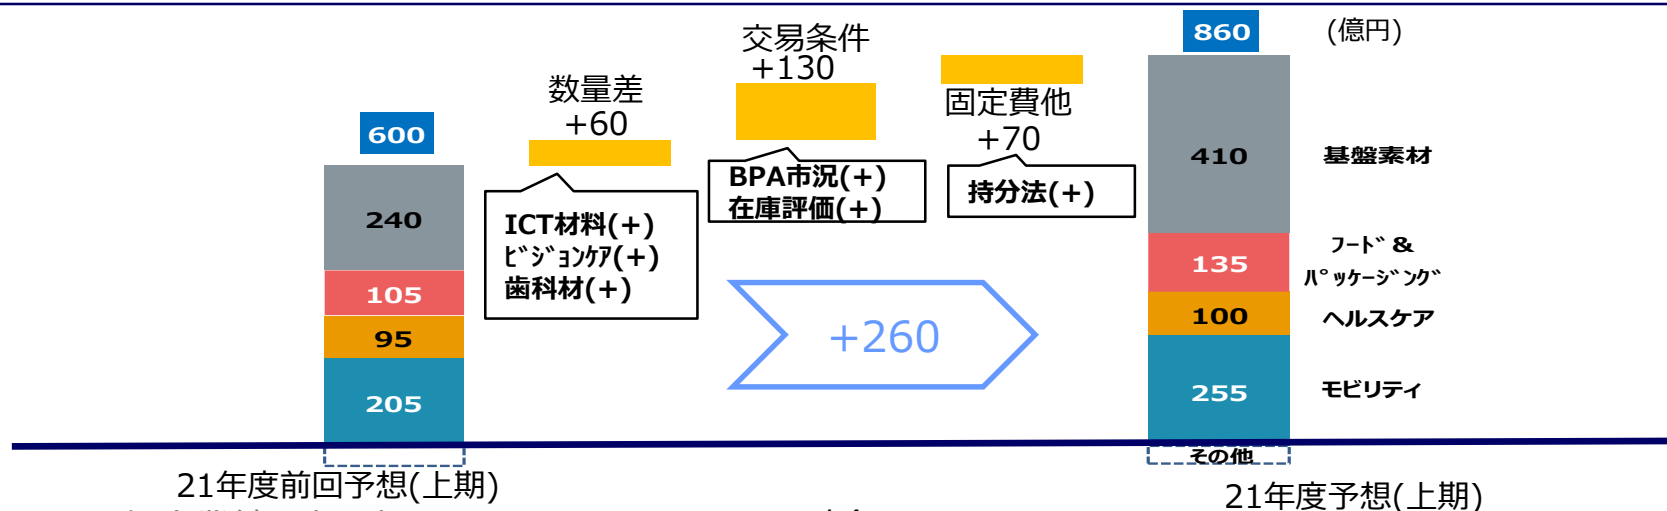 860
(億円)
交易条件
+130
数量差
+60
固定費他
+70
600
410
基盤素材
BPA市況(+)
在庫評価(+)
持分法(+)
240
ICT材料(+)
ﾋﾞｼﾞｮﾝｹｱ(+)
歯科材(+)
135
ﾌｰﾄﾞ&
ﾊﾟｯｹｰｼﾞﾝｸﾞ
105
100
ヘルスケア
95
+260
255
モビリティ
205
その他
21年度前回予想(上期)
21年度予想(上期)